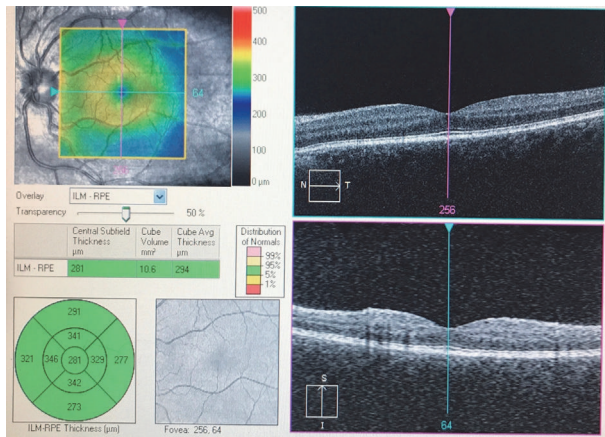 500
400
300
200
100
0 µm
64
Overlay ILM - RPE
Transparency 50 %
Central Subfield Thickness µm
Cube Volume mm³
Cube Avg Thickness µm
ILM - RPE 281 10.6 294
Distribution of Normals
99%
95%
5%
1%
291
341
321 346 281 329 277
342
273
ILM-RPE Thickness (µm)
Fovea: 256, 64
N T
256
S
I
64